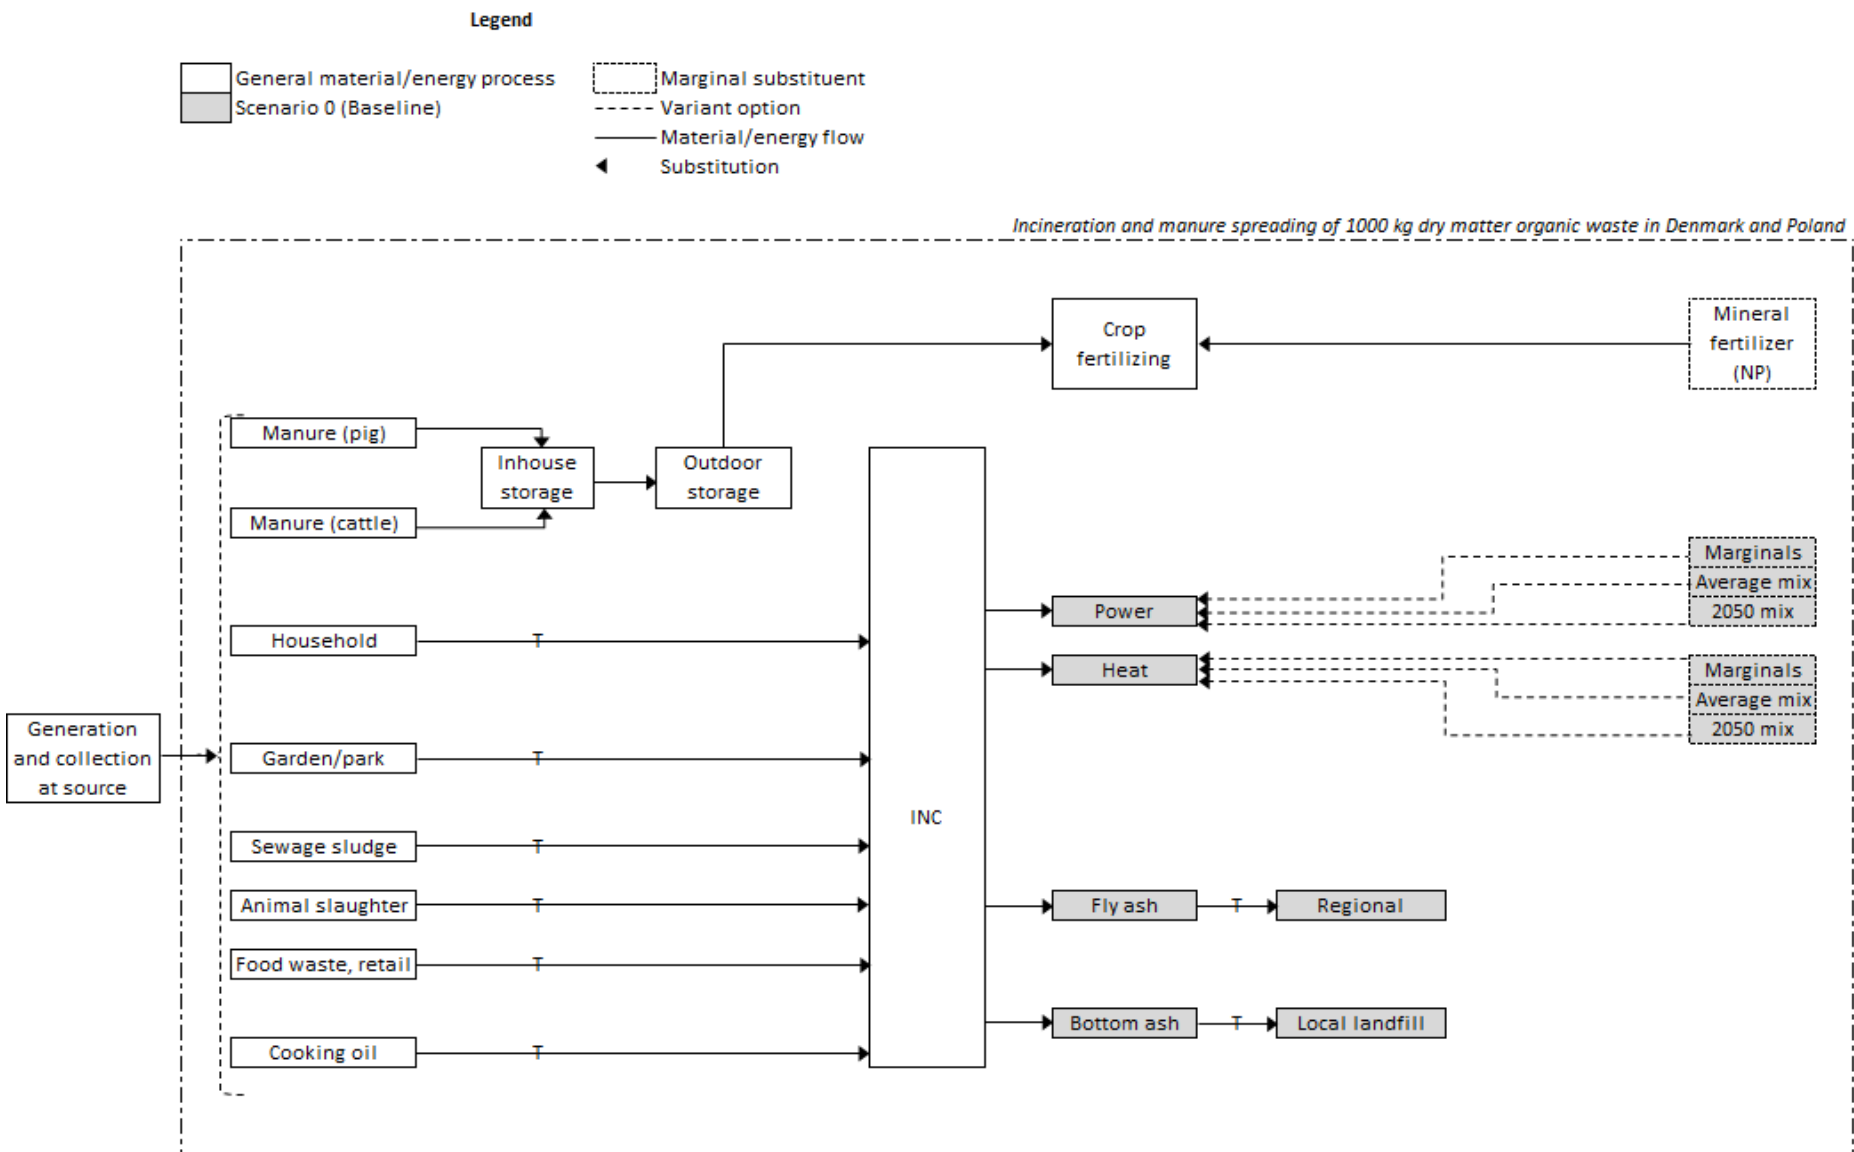 Legend
General material/energy process
Scenario 0 (Baseline)
Marginal substituent
Variant option
Material/energy flow
Substitution
Incineration and manure spreading of 1000 kg dry matter organic waste in Denmark and Poland
Generation
and collection
at source
Manure (pig)
Manure (cattle)
Household
T
Garden/park
T
Sewage sludge
T
Animal slaughter
T
Food waste, retail
T
Cooking oil
T
Inhouse
storage
Outdoor
storage
INC
Crop
fertilizing
Mineral
fertilizer
(NP)
Power
Marginals
Average mix
2050 mix
Heat
Marginals
Average mix
2050 mix
Fly ash
T
Regional
Bottom ash
T
Local landfill